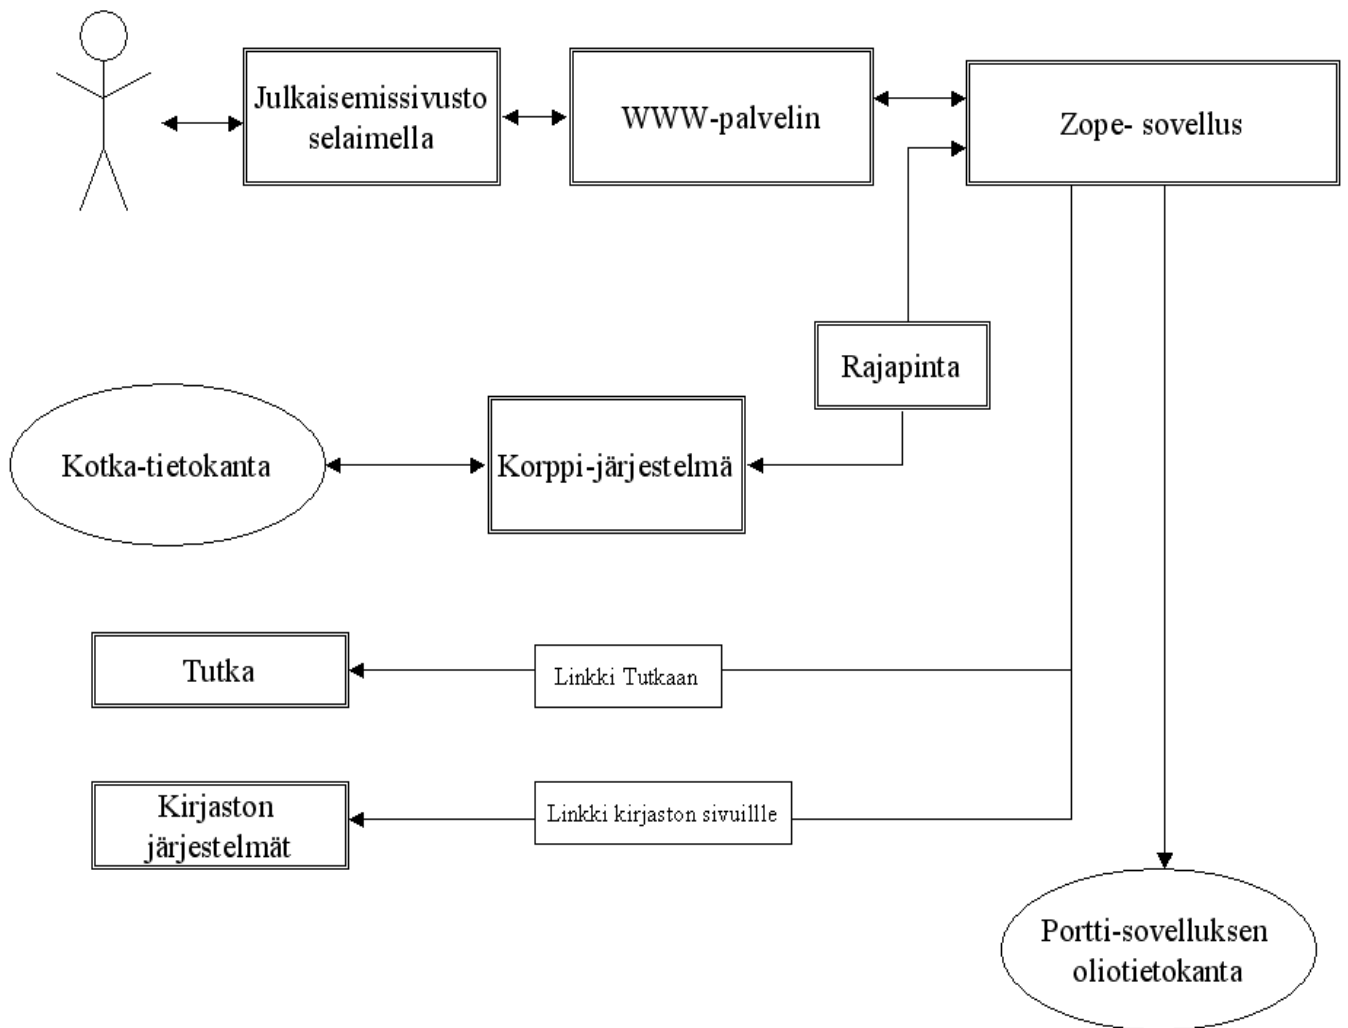 Julkaisemissivusto
selaimella
WWW-palvelin
Zope- sovellus
Rajapinta
Kotka-tietokanta
Korppi-järjestelmä
Tutka
Linkki Tutkaan
Kirjaston
järjestelmät
Linkki kirjaston sivuillle
Portti-sovelluksen
oliotietokanta